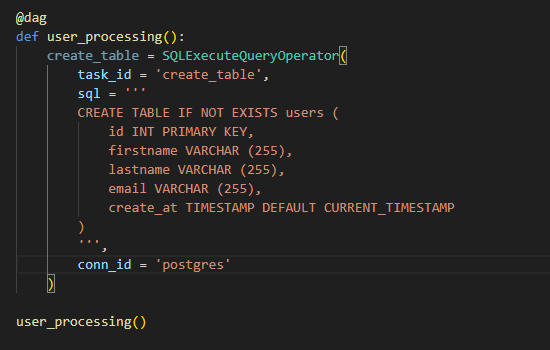 @dag
def user_processing():
    create_table = SQLExecuteQueryOperator(
        task_id = 'create_table',
        sql = '''
        CREATE TABLE IF NOT EXISTS users (
            id INT PRIMARY KEY,
            firstname VARCHAR (255),
            lastname VARCHAR (255),
            email VARCHAR (255),
            create_at TIMESTAMP DEFAULT CURRENT_TIMESTAMP
        )
        ''',
        conn_id = 'postgres'
    )
user_processing()